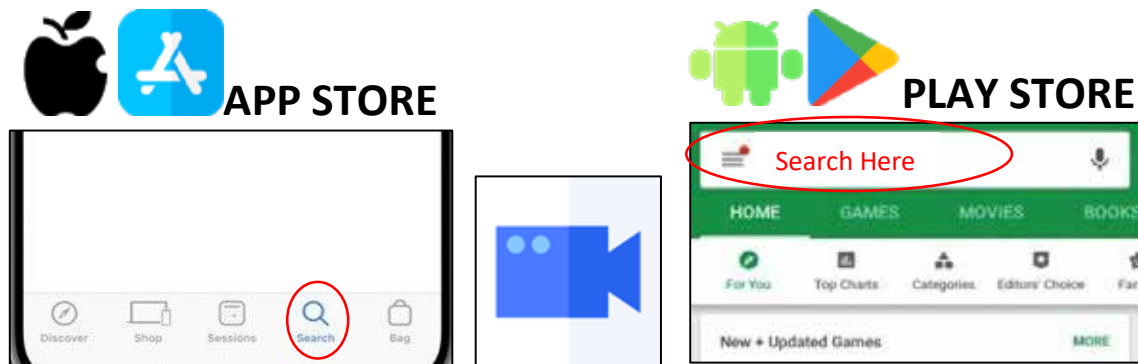 APP STORE
PLAY STORE
Search Here
HOME GAMES MOVIES BOOKS
For You Top Charts Categories Editors' Choice
Discover Shop Sessions Search Bag
New + Updated Games MORE